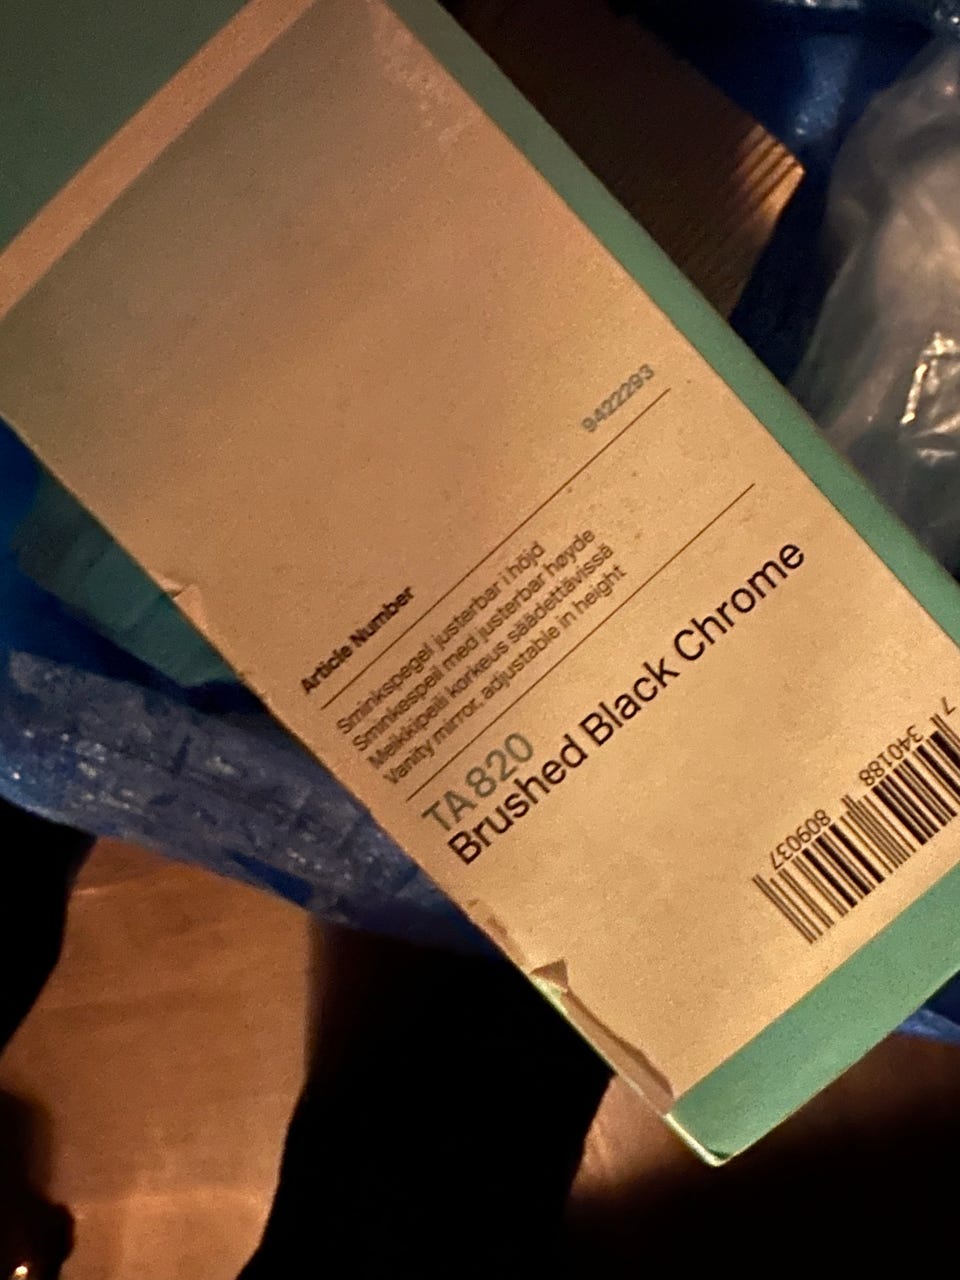 9422293
Article Number
Sminkspegel justerbar i höjd
Sminkespeil med justerbar høyde
Meikkipeili korkeus säädettävissä
Vanity mirror, adjustable in height
TA 820
Brushed Black Chrome
7 340188 809037